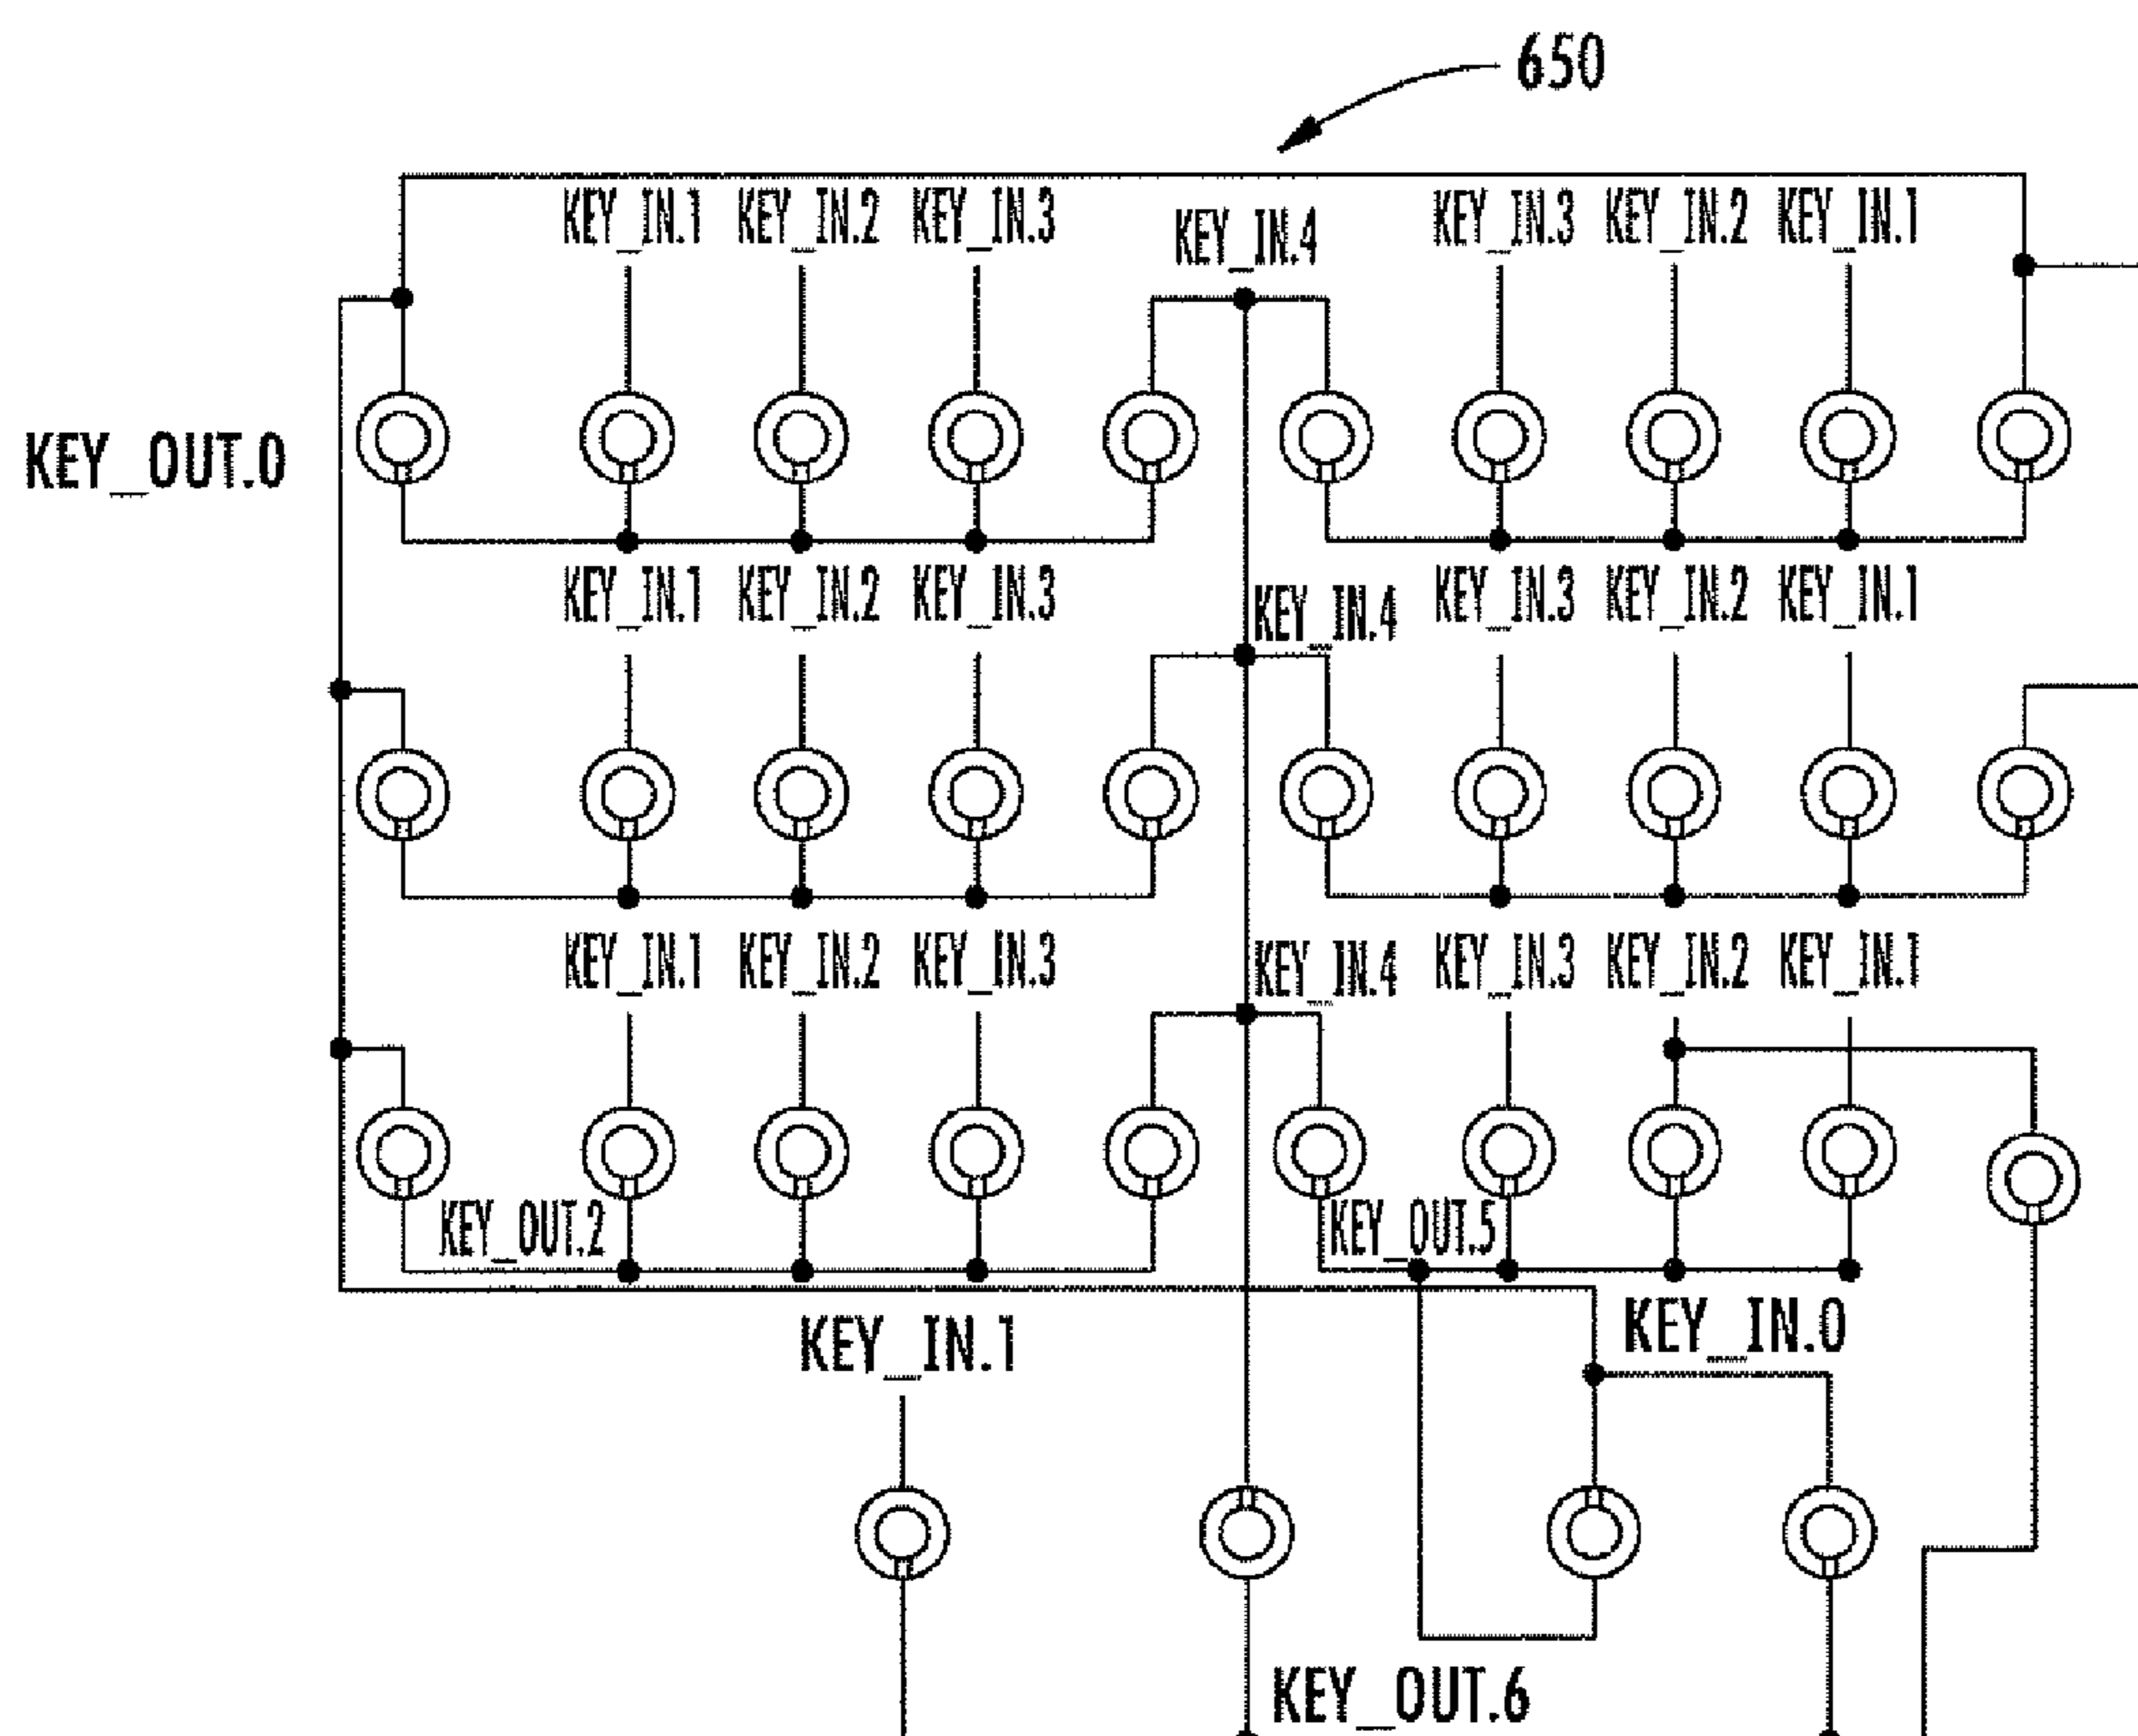 650
KEY_IN.1 KEY_IN.2 KEY_IN.3 KEY_IN.4 KEY_IN.3 KEY_IN.2 KEY_IN.1
KEY_OUT.0
KEY_IN.1 KEY_IN.2 KEY_IN.3 KEY_IN.4 KEY_IN.3 KEY_IN.2 KEY_IN.1
KEY_IN.1 KEY_IN.2 KEY_IN.3 KEY_IN.4 KEY_IN.3 KEY_IN.2 KEY_IN.1
KEY_OUT.2 KEY_OUT.5
KEY_IN.1 KEY_IN.0
KEY_OUT.6